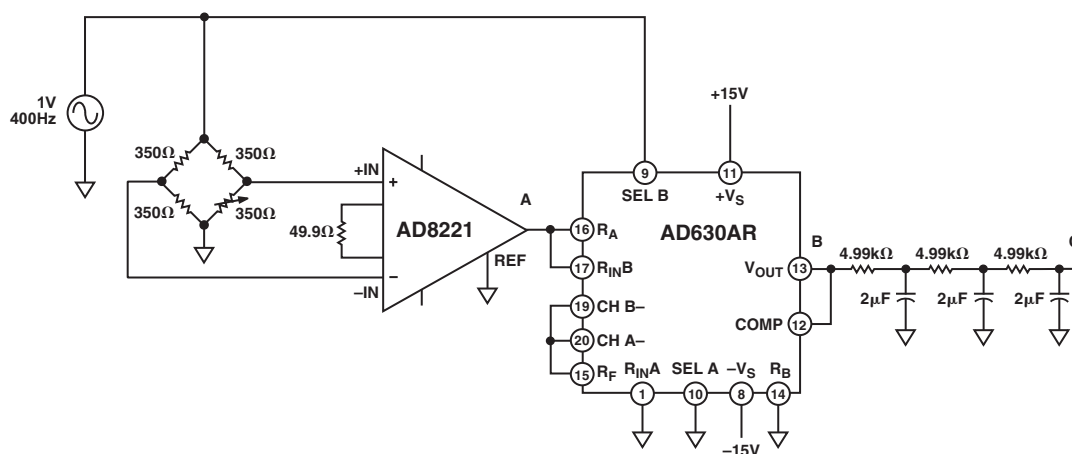 1V
400Hz
350Ω
350Ω
350Ω
350Ω
49.9Ω
+IN
+
–
–IN
AD8221
REF
A
+15V
9
SEL B
11
+VS
16
RA
17
RINB
19
CH B–
20
CH A–
15
RF
AD630AR
B
VOUT
13
COMP
12
RINA
SEL A
–VS
RB
1
10
8
14
–15V
4.99kΩ
4.99kΩ
4.99kΩ
2µF
2µF
2µF